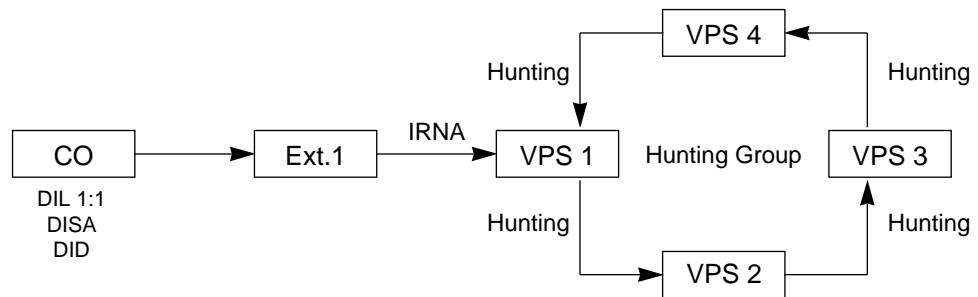 VPS 4
Hunting
Hunting
IRNA
CO
Ext.1
VPS 1
Hunting Group
VPS 3
DIL 1:1
DISA
DID
Hunting
Hunting
VPS 2